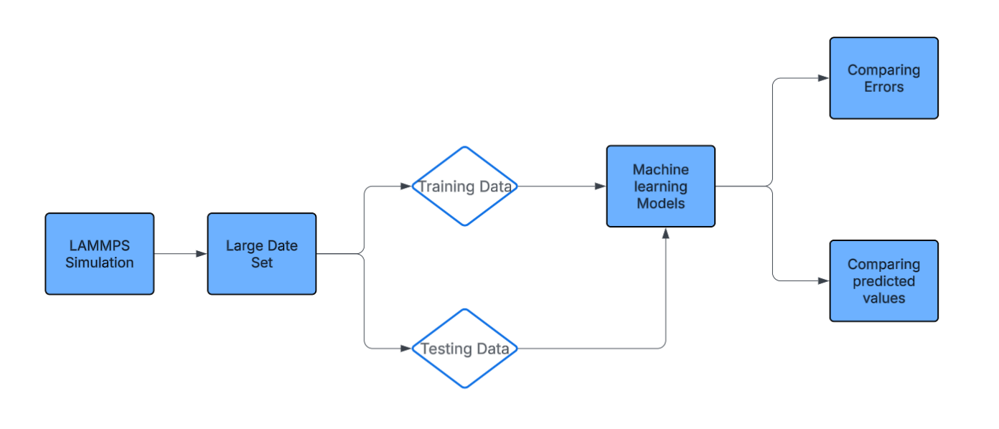 LAMMPS
Simulation
Large Date
Set
Training Data
Testing Data
Machine
learning
Models
Comparing
Errors
Comparing
predicted
values